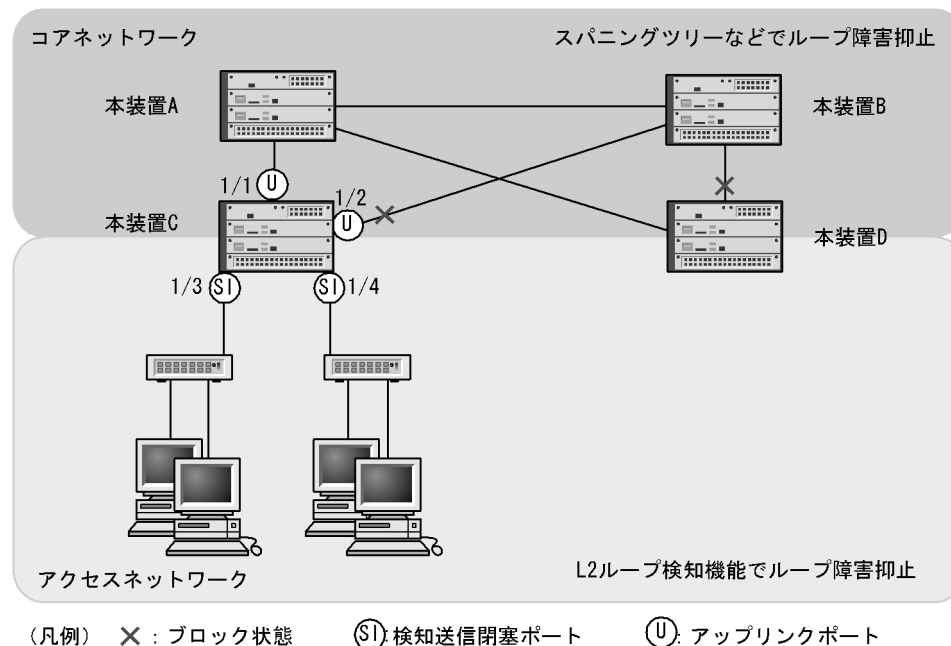 コアネットワーク
スパニングツリーなどでループ障害抑止
本装置A
本装置B
1/1 U
1/2
U
本装置C
本装置D
1/3 SI
SI 1/4
アクセスネットワーク
L2ループ検知機能でループ障害抑止
(凡例) ×:ブロック状態 SI:検知送信閉塞ポート U:アップリンクポート